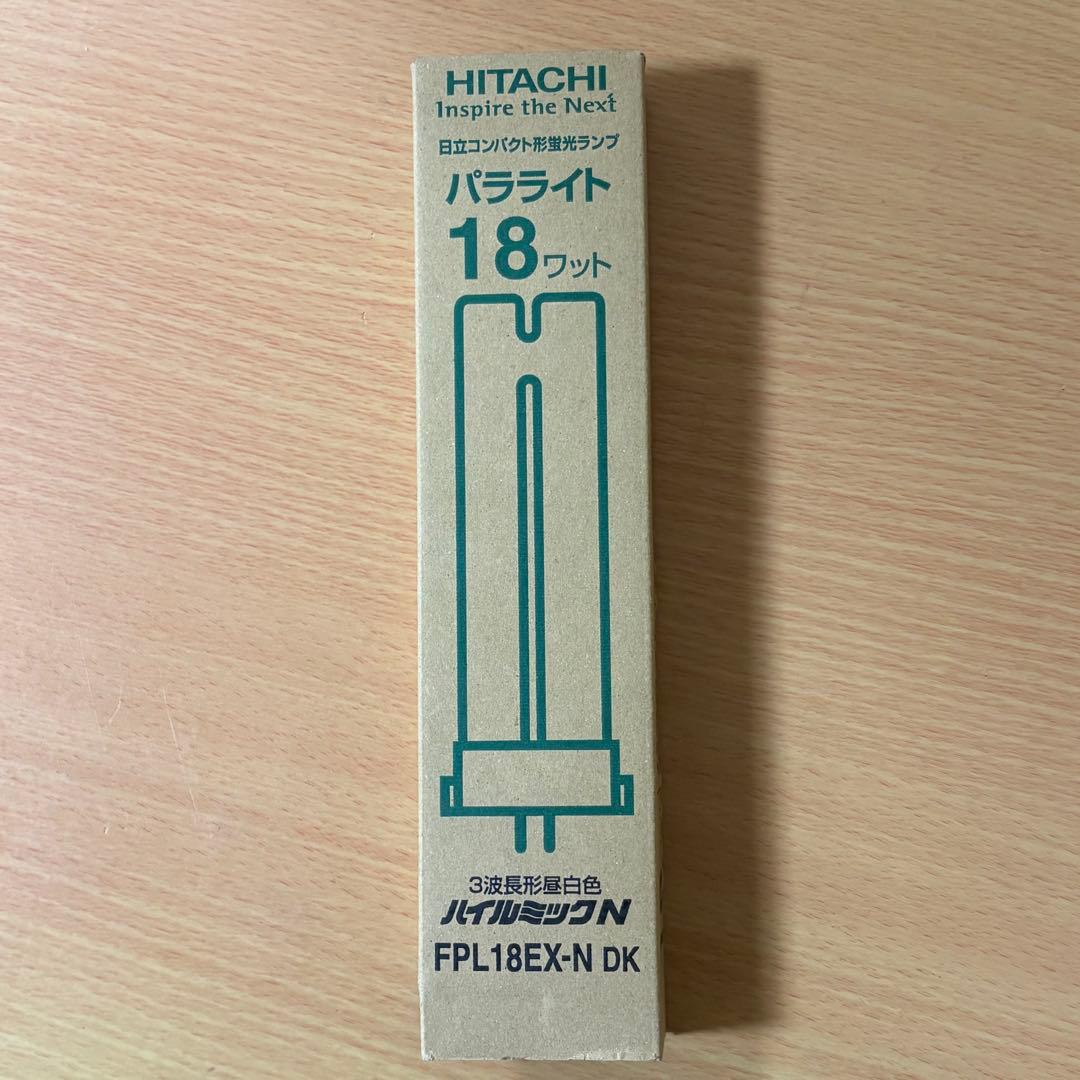 HITACHI
Inspire the Next
日立コンパクト形蛍光ランプ
パラライト
18ワット
3波長形昼白色
ハイルミックN
FPL18EX-N DK